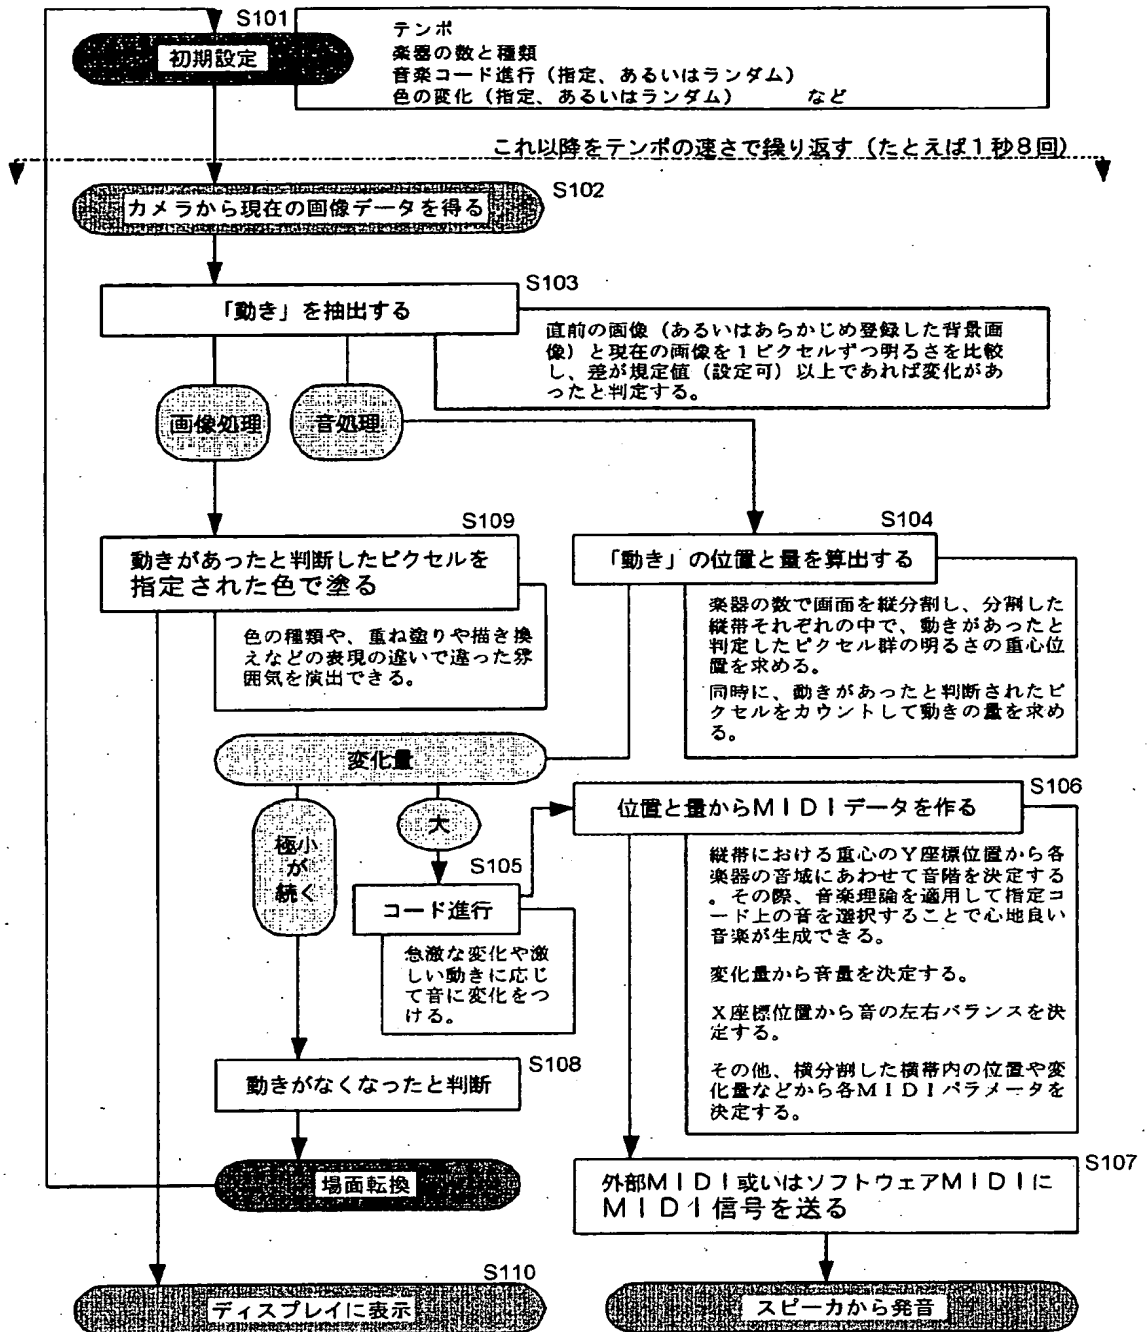 S101
初期設定
テンポ
楽器の数と種類
音楽コード進行（指定、あるいはランダム）
色の変化（指定、あるいはランダム）　　など
これ以降をテンポの速さで繰り返す（たとえば１秒８回）
S102
カメラから現在の画像データを得る
S103
「動き」を抽出する
直前の画像（あるいはあらかじめ登録した背景画
像）と現在の画像を１ピクセルずつ明るさを比較
し、差が規定値（設定可）以上であれば変化があ
ったと判定する。
画像処理
音処理
S109
動きがあったと判断したピクセルを
指定された色で塗る
色の種類や、重ね塗りや描き換
えなどの表現の違いで違った雰
囲気を演出できる。
S104
「動き」の位置と量を算出する
楽器の数で画面を縦分割し、分割した
縦帯それぞれの中で、動きがあったと
判定したピクセル群の明るさの重心位
置を求める。
同時に、動きがあったと判断されたピ
クセルをカウントして動きの量を求め
る。
変化量
極小
が
続く
大
S105
コード進行
急激な変化や激
しい動きに応じ
て音に変化をつ
ける。
S106
位置と量からＭＩＤＩデータを作る
縦帯における重心のＹ座標位置から各
楽器の音域にあわせて音階を決定する
。その際、音楽理論を適用して指定コ
ード上の音を選択することで心地良い
音楽が生成できる。
変化量から音量を決定する。
Ｘ座標位置から音の左右バランスを決
定する。
その他、横分割した横帯内の位置や変
化量などから各ＭＩＤＩパラメータを
決定する。
S108
動きがなくなったと判断
場面転換
S107
外部ＭＩＤＩ或いはソフトウェアＭＩＤＩに
ＭＩＤＩ信号を送る
S110
ディスプレイに表示
スピーカから発音